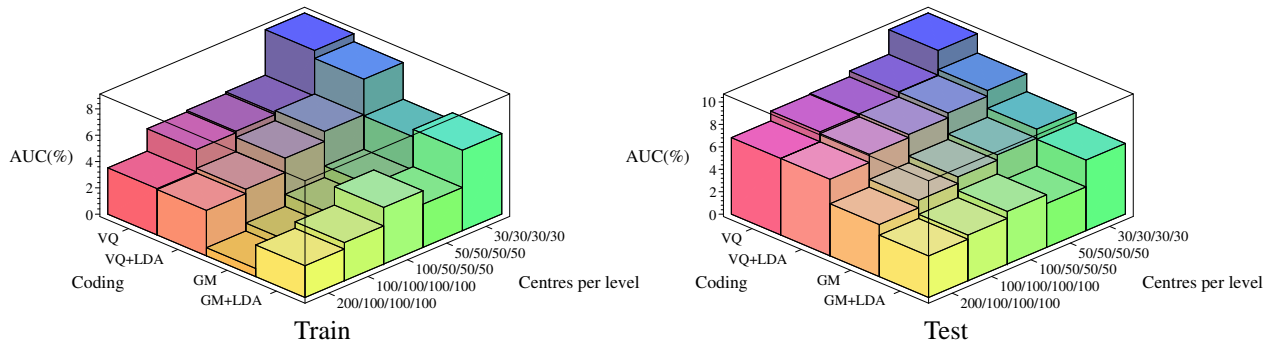 8
6
4
2
0
AUC(%)
VQ
VQ+LDA
GM
GM+LDA
Coding
30/30/30/30
50/50/50/50
100/50/50/50
100/100/100/100
200/100/100/100
Centres per level
Train
10
8
6
4
2
0
AUC(%)
VQ
VQ+LDA
GM
GM+LDA
Coding
30/30/30/30
50/50/50/50
100/50/50/50
100/100/100/100
200/100/100/100
Centres per level
Test